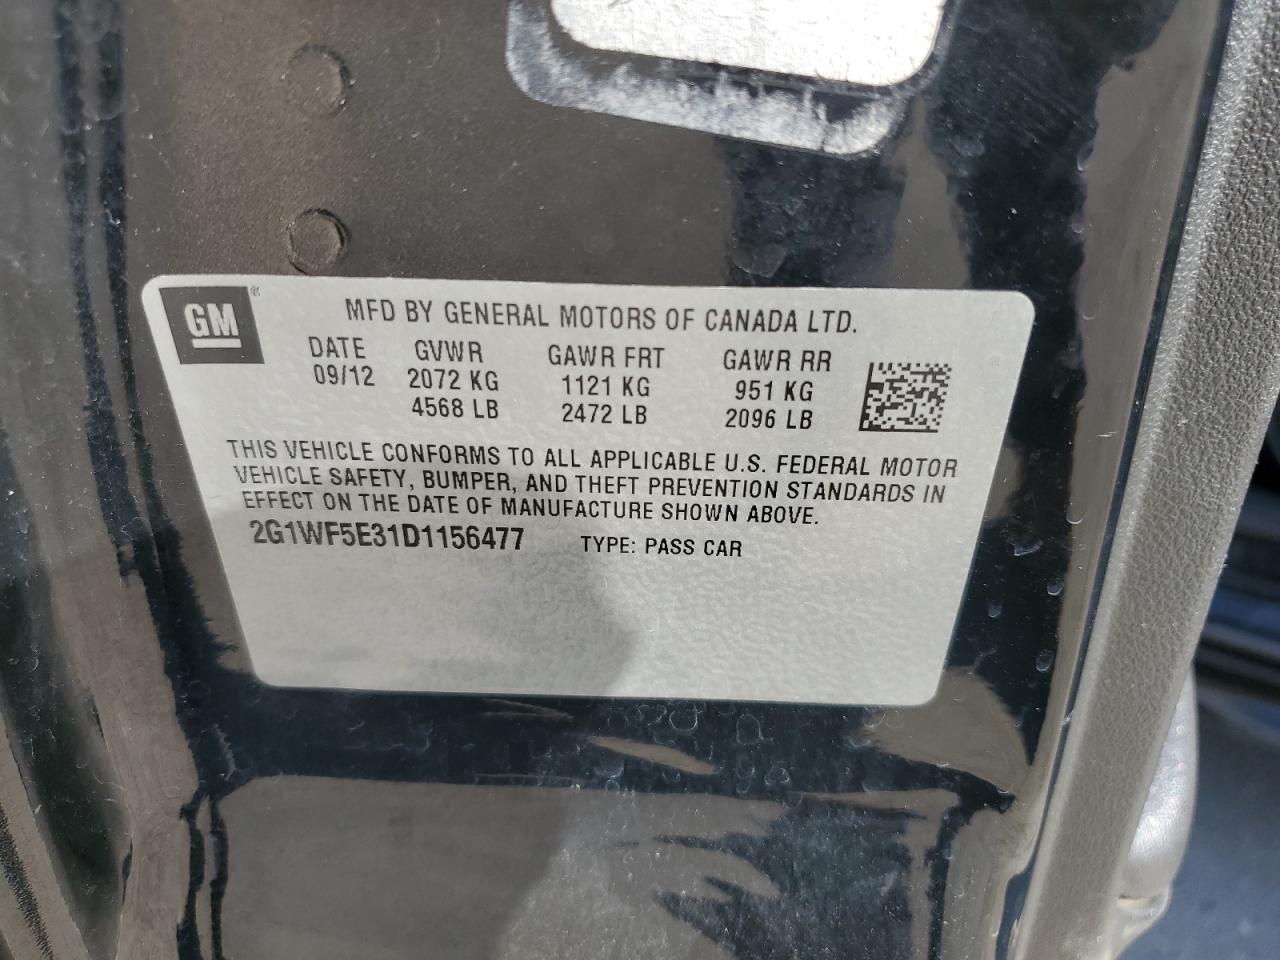 GM®
MFD BY GENERAL MOTORS OF CANADA LTD.
DATE GVWR GAWR FRT GAWR RR
09/12 2072 KG 1121 KG 951 KG
4568 LB 2472 LB 2096 LB
THIS VEHICLE CONFORMS TO ALL APPLICABLE U.S. FEDERAL MOTOR
VEHICLE SAFETY, BUMPER, AND THEFT PREVENTION STANDARDS IN
EFFECT ON THE DATE OF MANUFACTURE SHOWN ABOVE.
2G1WF5E31D1156477 TYPE: PASS CAR